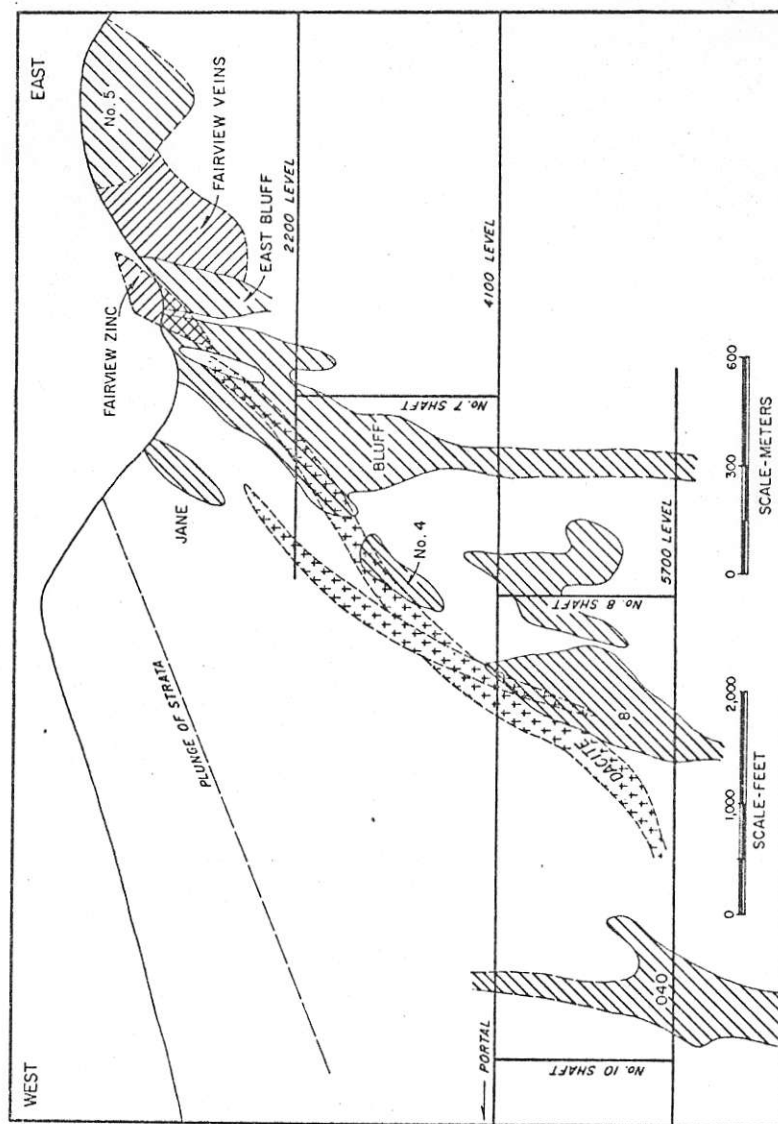 WEST
EAST
No. 5
FAIRVIEW VEINS
EAST BLUFF
2200 LEVEL
FAIRVIEW ZINC
JANE
PLUNGE OF STRATA
BLUFF
No. 7 SHAFT
4100 LEVEL
No. 4
No. 8 SHAFT
8
DACITE
5700 LEVEL
040
PORTAL
No. 10 SHAFT
0 300 600
SCALE-METERS
0 1,000 2,000
SCALE-FEET